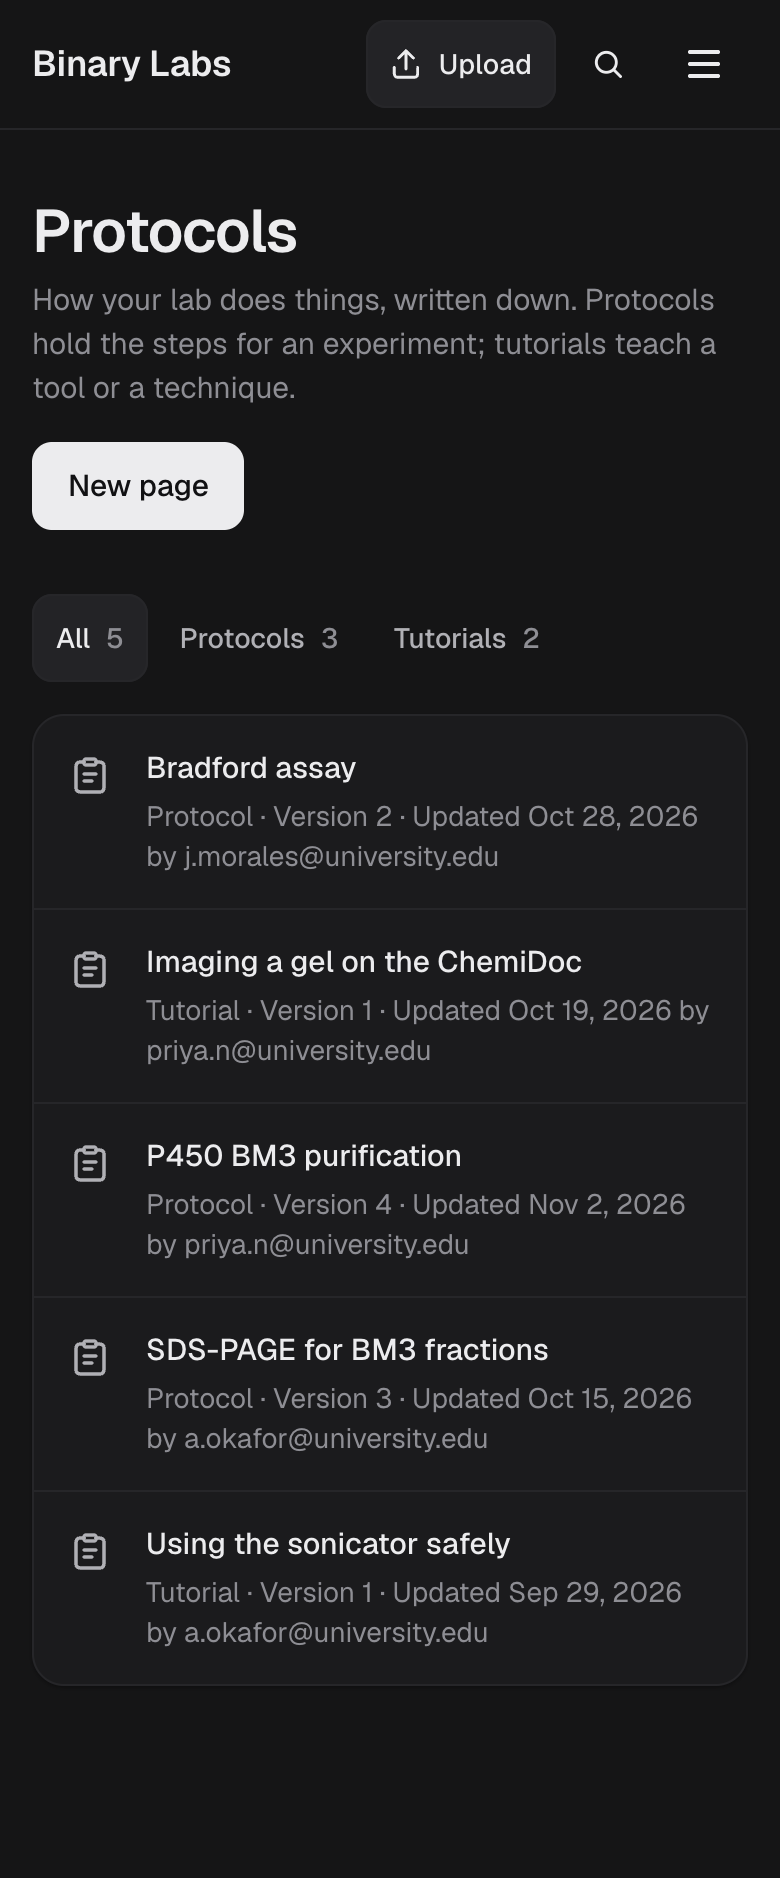 Binary Labs
Upload
Protocols
How your lab does things, written down. Protocols
hold the steps for an experiment; tutorials teach a
tool or a technique.
New page
All 5 Protocols 3 Tutorials 2
Bradford assay
Protocol · Version 2 · Updated Oct 28, 2026
by j.morales@university.edu
Imaging a gel on the ChemiDoc
Tutorial · Version 1 · Updated Oct 19, 2026 by
priya.n@university.edu
P450 BM3 purification
Protocol · Version 4 · Updated Nov 2, 2026
by priya.n@university.edu
SDS-PAGE for BM3 fractions
Protocol · Version 3 · Updated Oct 15, 2026
by a.okafor@university.edu
Using the sonicator safely
Tutorial · Version 1 · Updated Sep 29, 2026
by a.okafor@university.edu